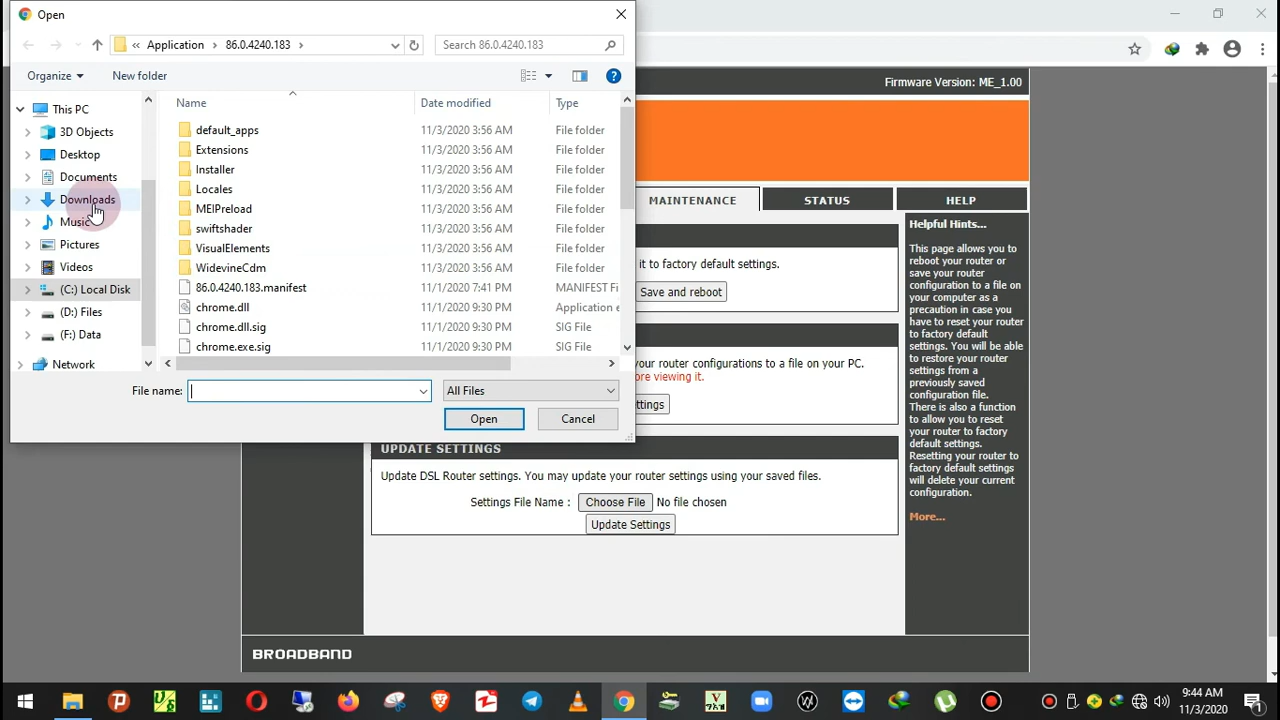 Open
Application
86.0.4240.183
Search 86.0.4240.183
Organize
New folder
This PC
3D Objects
Desktop
Documents
Downloads
Music
Pictures
Videos
(C:) Local Disk
(D:) Files
(F:) Data
Network
Name Date modified Type
default_apps 11/3/2020 3:56 AM File folder
Extensions 11/3/2020 3:56 AM File folder
Installer 11/3/2020 3:56 AM File folder
Locales 11/3/2020 3:56 AM File folder
MEIPreload 11/3/2020 3:56 AM File folder
swiftshader 11/3/2020 3:56 AM File folder
VisualElements 11/3/2020 3:56 AM File folder
WidevineCdm 11/3/2020 3:56 AM File folder
86.0.4240.183.manifest 11/1/2020 7:41 PM MANIFEST Fi
chrome.dll 11/1/2020 9:30 PM Application e
chrome.dll.sig 11/1/2020 9:30 PM SIG File
chrome.exe.sig 11/1/2020 9:30 PM SIG File
File name:
All Files
Open
Cancel
Firmware Version: ME_1.00
MAINTENANCE STATUS HELP
it to factory default settings.
Save and reboot
your router configurations to a file on your PC.
ore viewing it.
ttings
UPDATE SETTINGS
Update DSL Router settings. You may update your router settings using your saved files.
Settings File Name : Choose File No file chosen
Update Settings
Helpful Hints...
This page allows you to
reboot your router or
save your router
configuration to a file on
your computer as a
precaution in case you
have to reset your router
to factory default
settings. You will be able
to restore your router
settings from a
previously saved
configuration file.
There is also a function
to allow you to reset
your router to factory
default settings.
Resetting your router to
factory default settings
will delete your current
configuration.
More...
BROADBAND
9:44 AM
11/3/2020
1